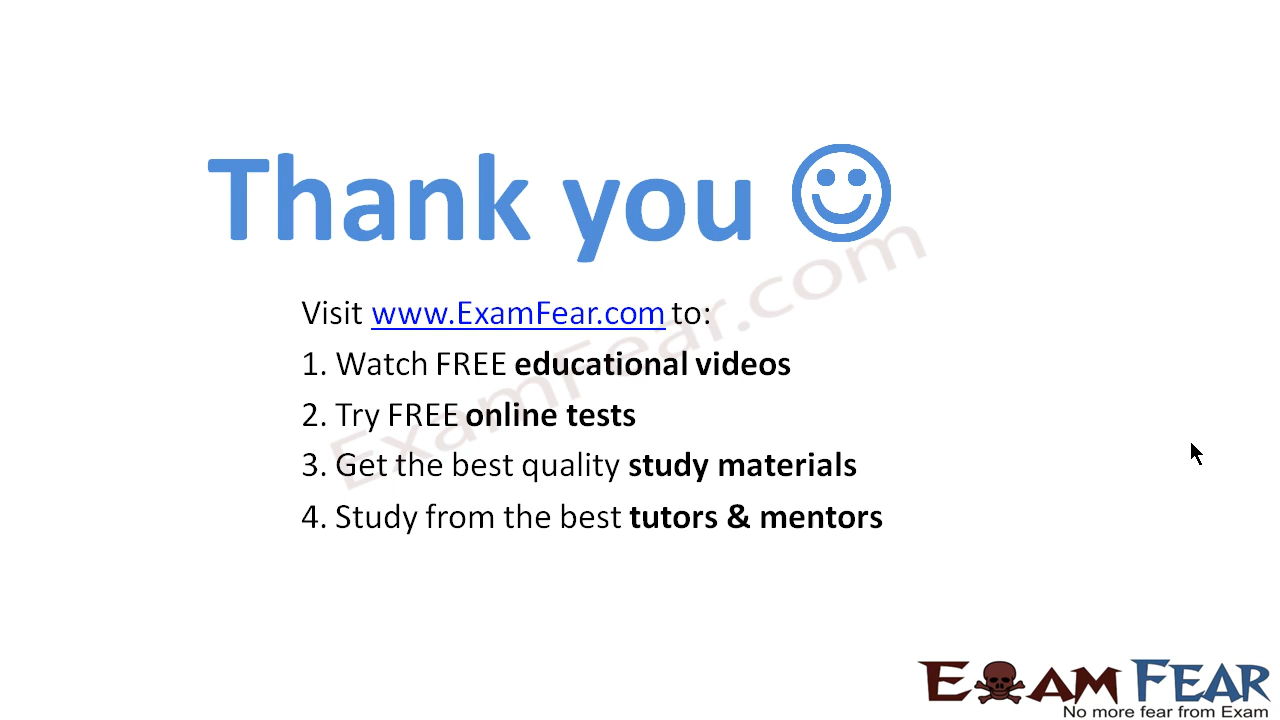 Thank you
Visit www.ExamFear.com to:
1. Watch FREE educational videos
2. Try FREE online tests
3. Get the best quality study materials
4. Study from the best tutors & mentors
ExamFear.com
EXAM FEAR
No more fear from Exam